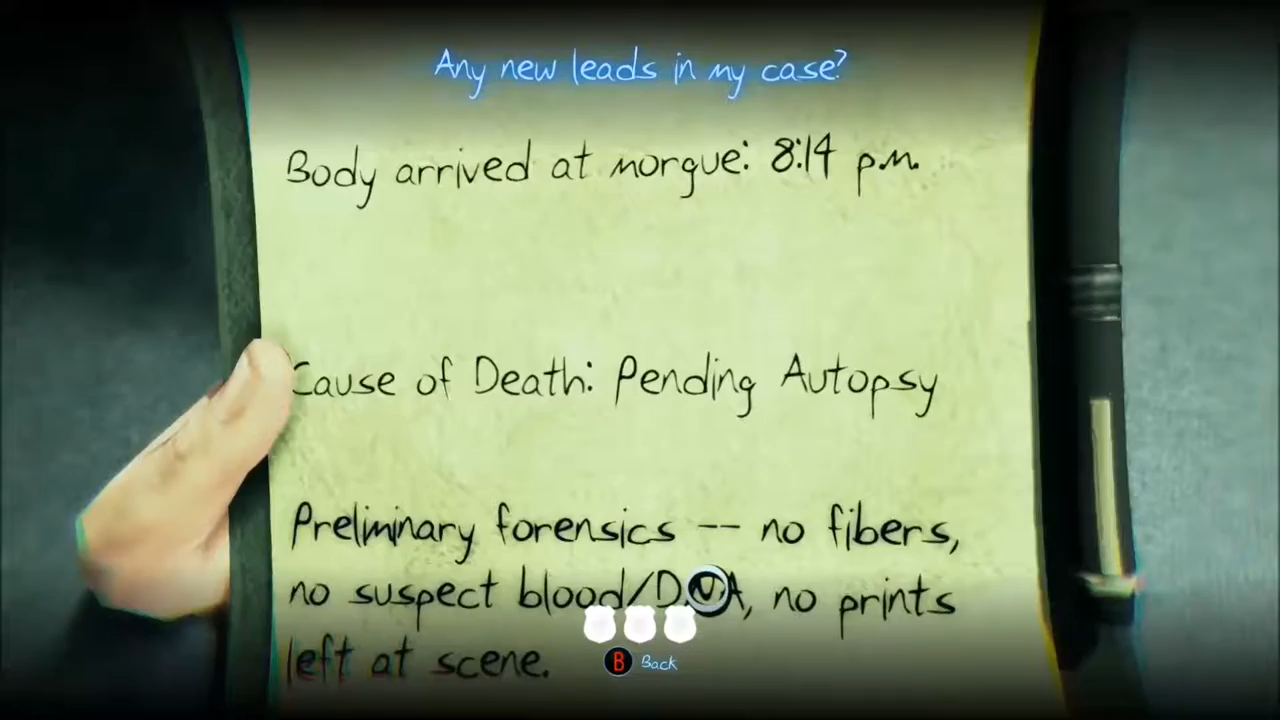 Any new leads in my case?
Body arrived at morgue: 8:14 p.m.
Cause of Death: Pending Autopsy
Preliminary forensics -- no fibers,
no suspect blood/DNA, no prints
left at scene.
B Back